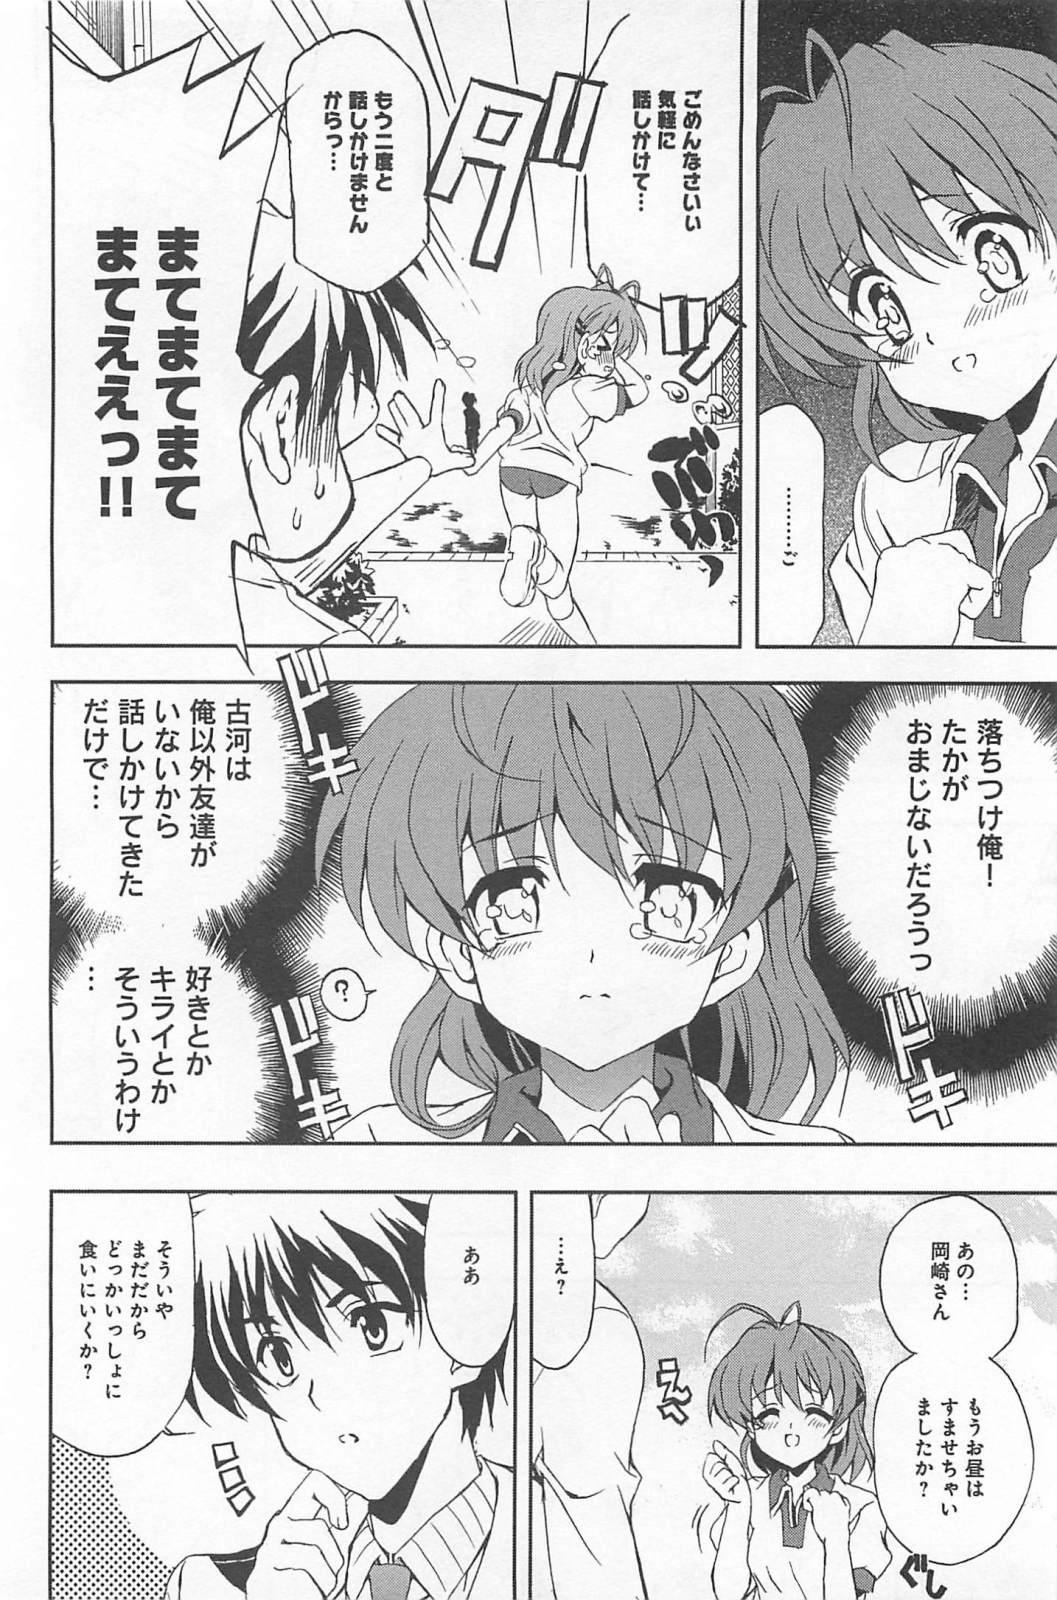 ………ご
ごめんなさいい
気軽に
話しかけて…
ダッ
もう二度と
話しかけません
からっ…
まてまてまて
まてええっ!!
落ちつけ俺！
たかが
おまじないだろうっ
ドキ
ドキ
ドキ
古河は
俺以外友達が
いないから
話しかけてきた
だけで…
好きとか
キライとか
そういうわけ
…
？
あの…
岡崎さん
もうお昼は
すませちゃい
ましたか？
ぐし
えへ
…え？
ああ
そういや
まだだから
どっかいっしょに
食いにいくか？